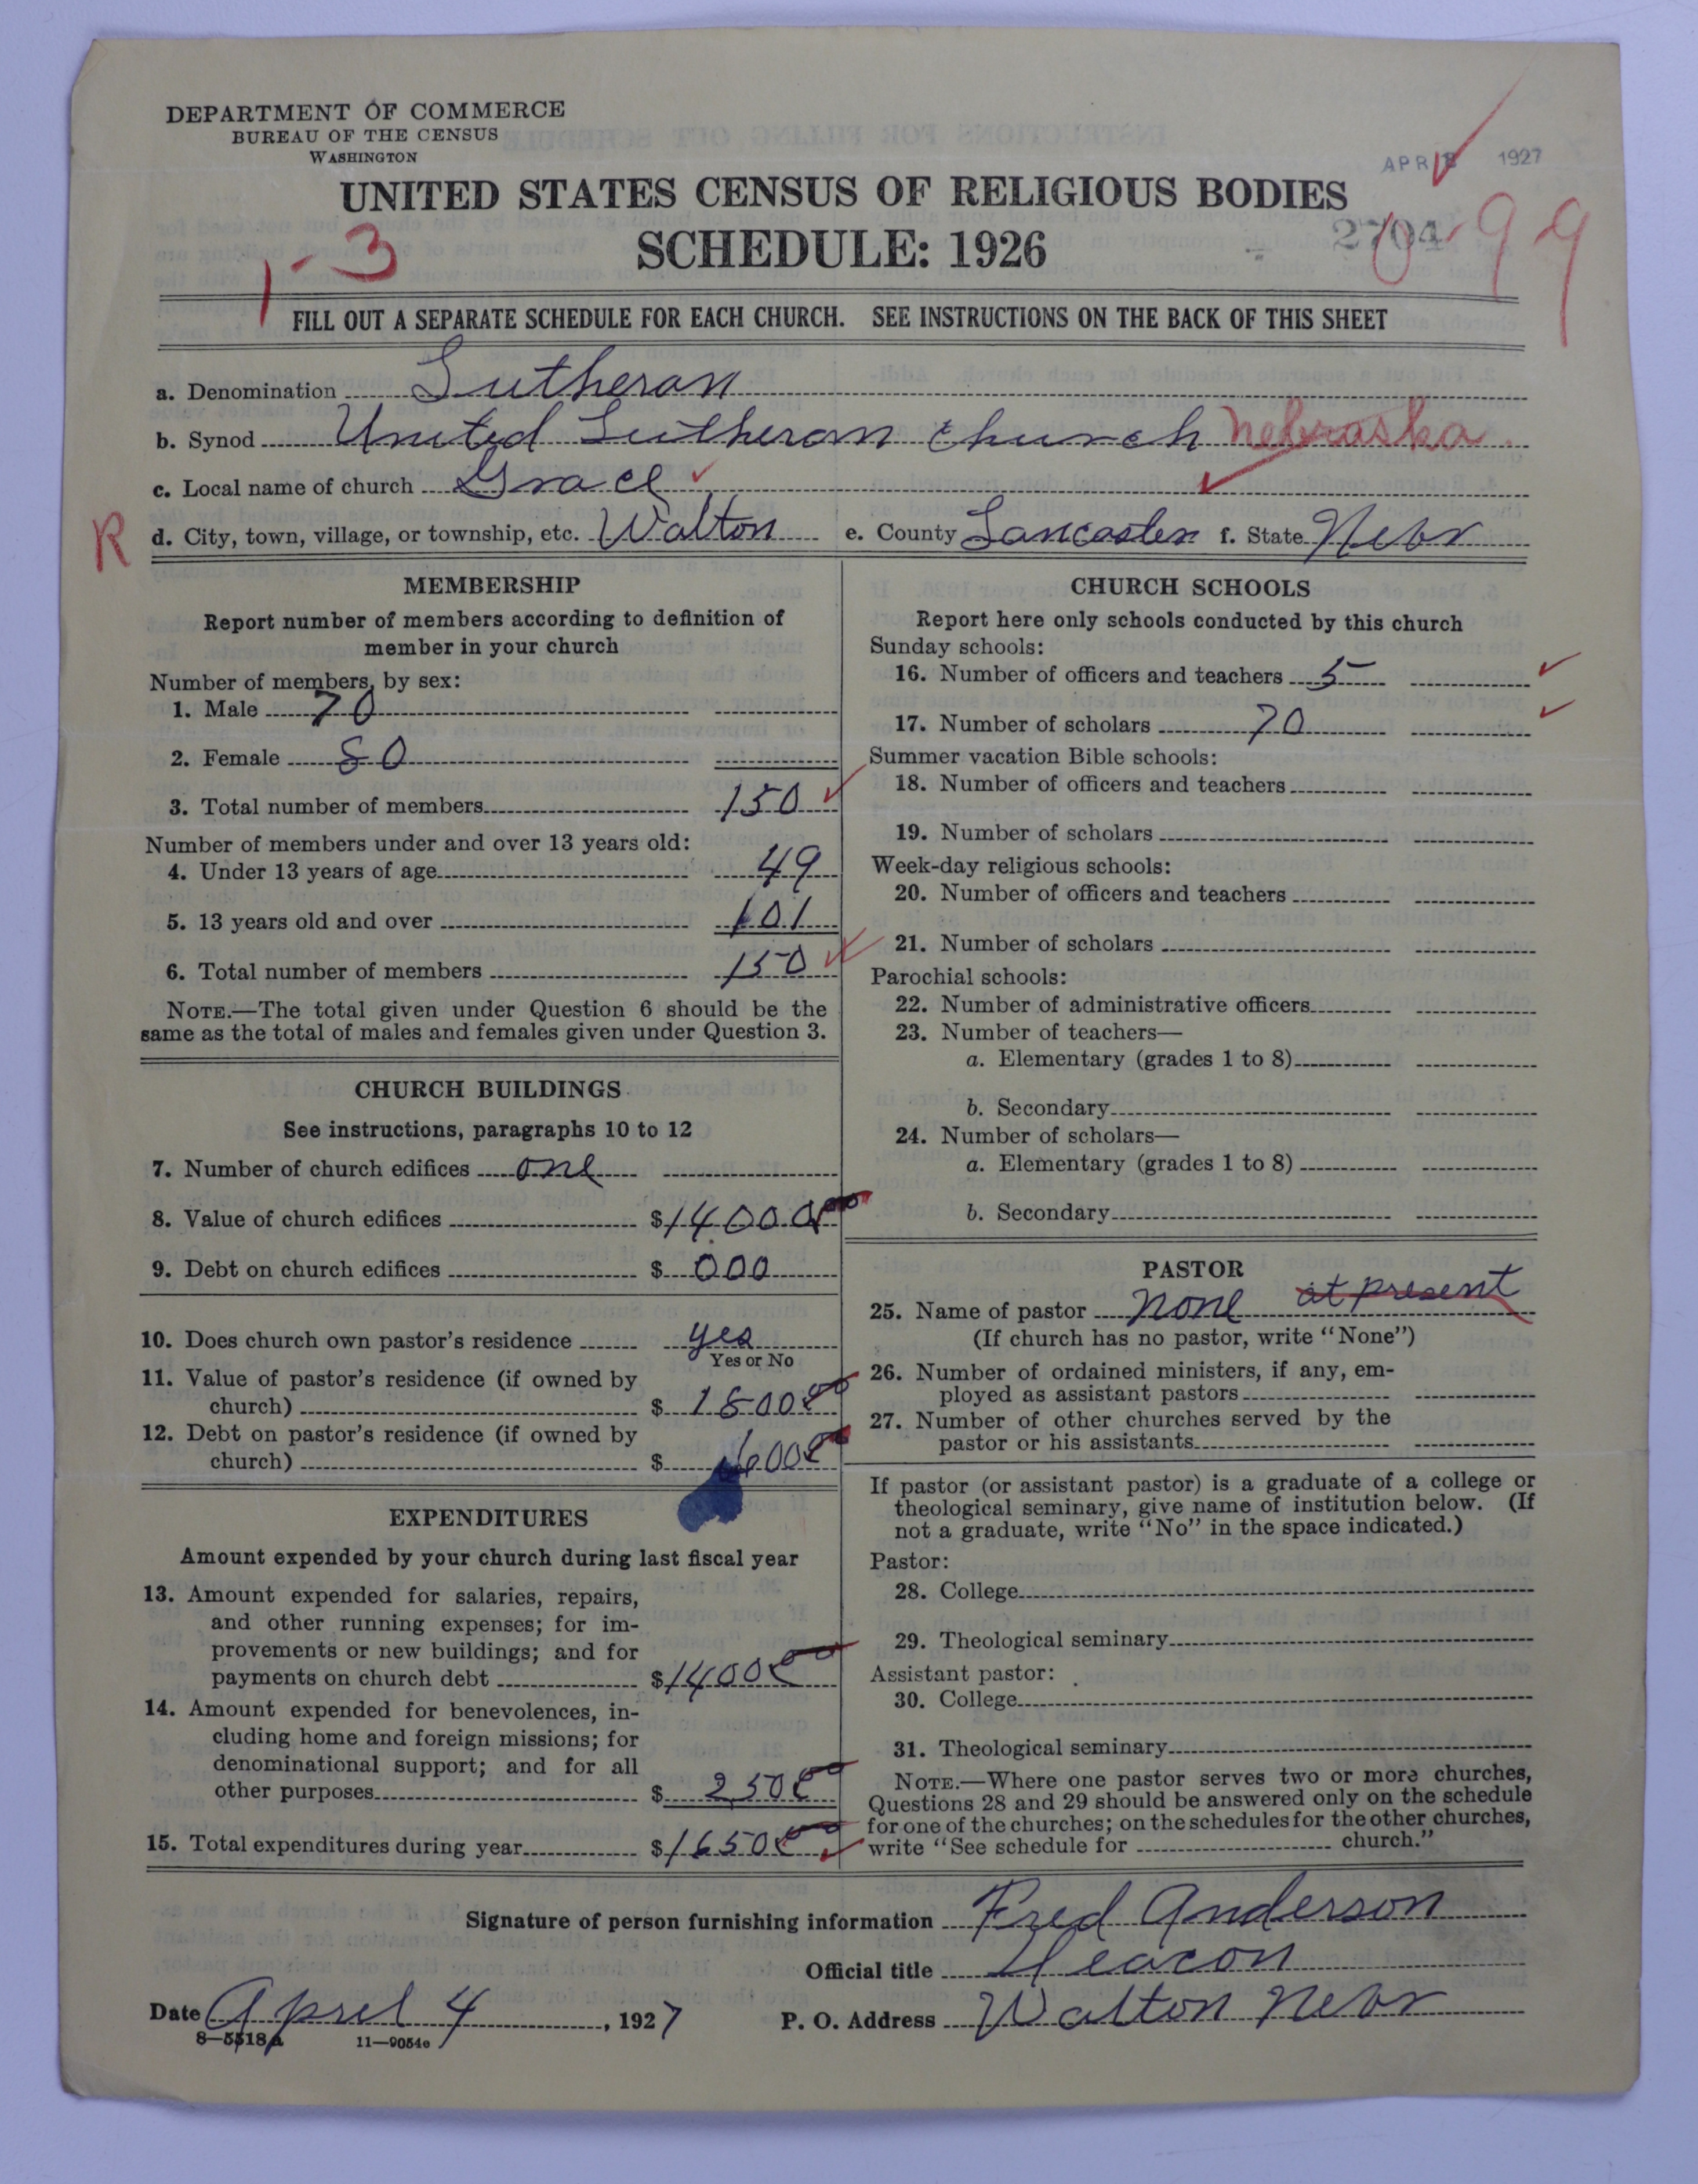 DEPARTMENT OF COMMERCE
BUREAU OF THE CENSUS
WASHINGTON
APR 1927
UNITED STATES CENSUS OF RELIGIOUS BODIES
SCHEDULE: 1926
2704
99
1-3
FILL OUT A SEPARATE SCHEDULE FOR EACH CHURCH. SEE INSTRUCTIONS ON THE BACK OF THIS SHEET
a. Denomination Lutheran
b. Synod United Lutheran Church Nebraska
c. Local name of church Grace
R
d. City, town, village, or township, etc. Walton e. County Lancaster f. State Nebr
MEMBERSHIP
Report number of members according to definition of
member in your church
Number of members, by sex:
1. Male 70
2. Female 80
3. Total number of members 150
Number of members under and over 13 years old:
4. Under 13 years of age 49
5. 13 years old and over 101
6. Total number of members 150
NOTE.—The total given under Question 6 should be the
same as the total of males and females given under Question 3.
CHURCH BUILDINGS
See instructions, paragraphs 10 to 12
7. Number of church edifices one
8. Value of church edifices $14000
9. Debt on church edifices $ 000
10. Does church own pastor's residence yes
Yes or No
11. Value of pastor's residence (if owned by
church) $ 1800
12. Debt on pastor's residence (if owned by
church) $ 600
EXPENDITURES
Amount expended by your church during last fiscal year
13. Amount expended for salaries, repairs,
and other running expenses; for im-
provements or new buildings; and for
payments on church debt $1400
14. Amount expended for benevolences, in-
cluding home and foreign missions; for
denominational support; and for all
other purposes $ 250
15. Total expenditures during year $1650
CHURCH SCHOOLS
Report here only schools conducted by this church
Sunday schools:
16. Number of officers and teachers 5
17. Number of scholars 70
Summer vacation Bible schools:
18. Number of officers and teachers
19. Number of scholars
Week-day religious schools:
20. Number of officers and teachers
21. Number of scholars
Parochial schools:
22. Number of administrative officers
23. Number of teachers—
a. Elementary (grades 1 to 8)
b. Secondary
24. Number of scholars—
a. Elementary (grades 1 to 8)
b. Secondary
PASTOR
25. Name of pastor none at present
(If church has no pastor, write "None")
26. Number of ordained ministers, if any, em-
ployed as assistant pastors
27. Number of other churches served by the
pastor or his assistants
If pastor (or assistant pastor) is a graduate of a college or
theological seminary, give name of institution below. (If
not a graduate, write "No" in the space indicated.)
Pastor:
28. College
29. Theological seminary
Assistant pastor:
30. College
31. Theological seminary
NOTE.—Where one pastor serves two or more churches,
Questions 28 and 29 should be answered only on the schedule
for one of the churches; on the schedules for the other churches,
write "See schedule for church."
Signature of person furnishing information Fred Anderson
Official title Deacon
Date April 4, 1927 P. O. Address Walton Nebr
8—5518a 11—9054e